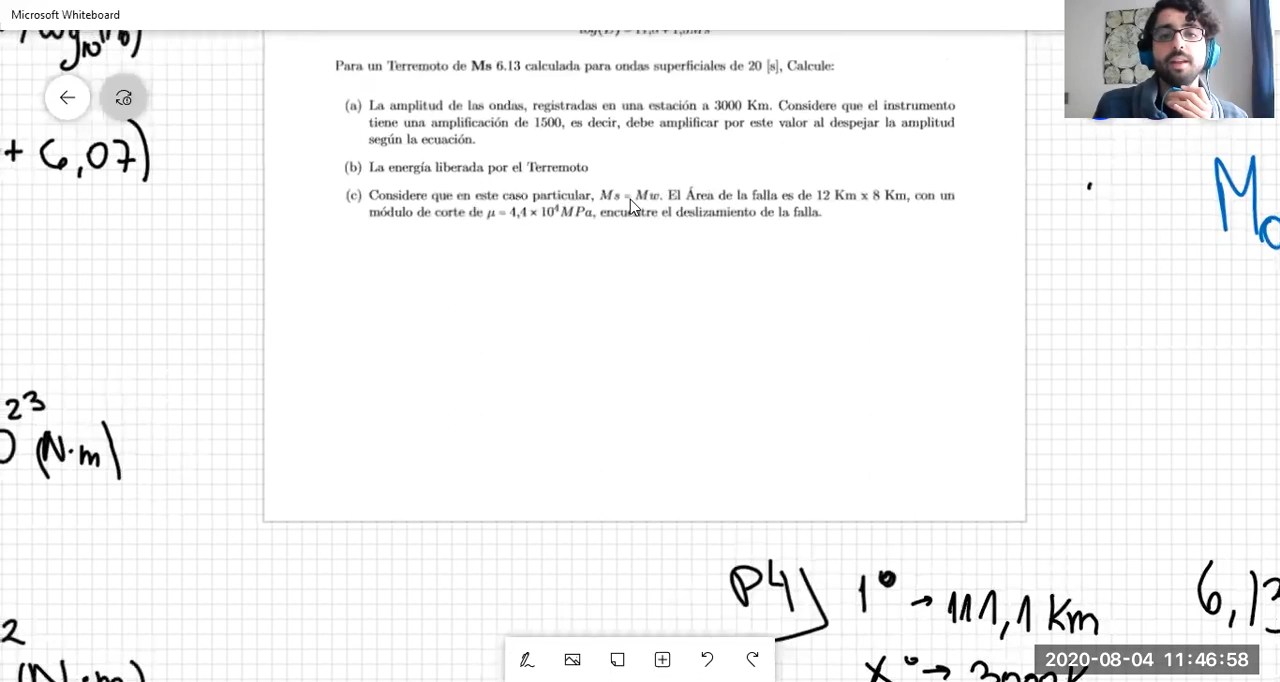 Microsoft Whiteboard
Para un Terremoto de Ms 6.13 calculada para ondas superficiales de 20 [s], Calcule:
(a) La amplitud de las ondas, registradas en una estación a 3000 Km. Considere que el instrumento
tiene una amplificación de 1500, es decir, debe amplificar por este valor al despejar la amplitud
según la ecuación.
+ 6,07)
(b) La energía liberada por el Terremoto
(c) Considere que en este caso particular, Ms = Mw. El Área de la falla es de 12 Km x 8 Km, con un
módulo de corte de μ = 4,4 × 10⁴MPa, encuentre el deslizamiento de la falla.
M₀
23
(N·m)
P4) 1° → 111,1 Km
6,13
2
x° → 3000
(N·m)
2020-08-04 11:46:58